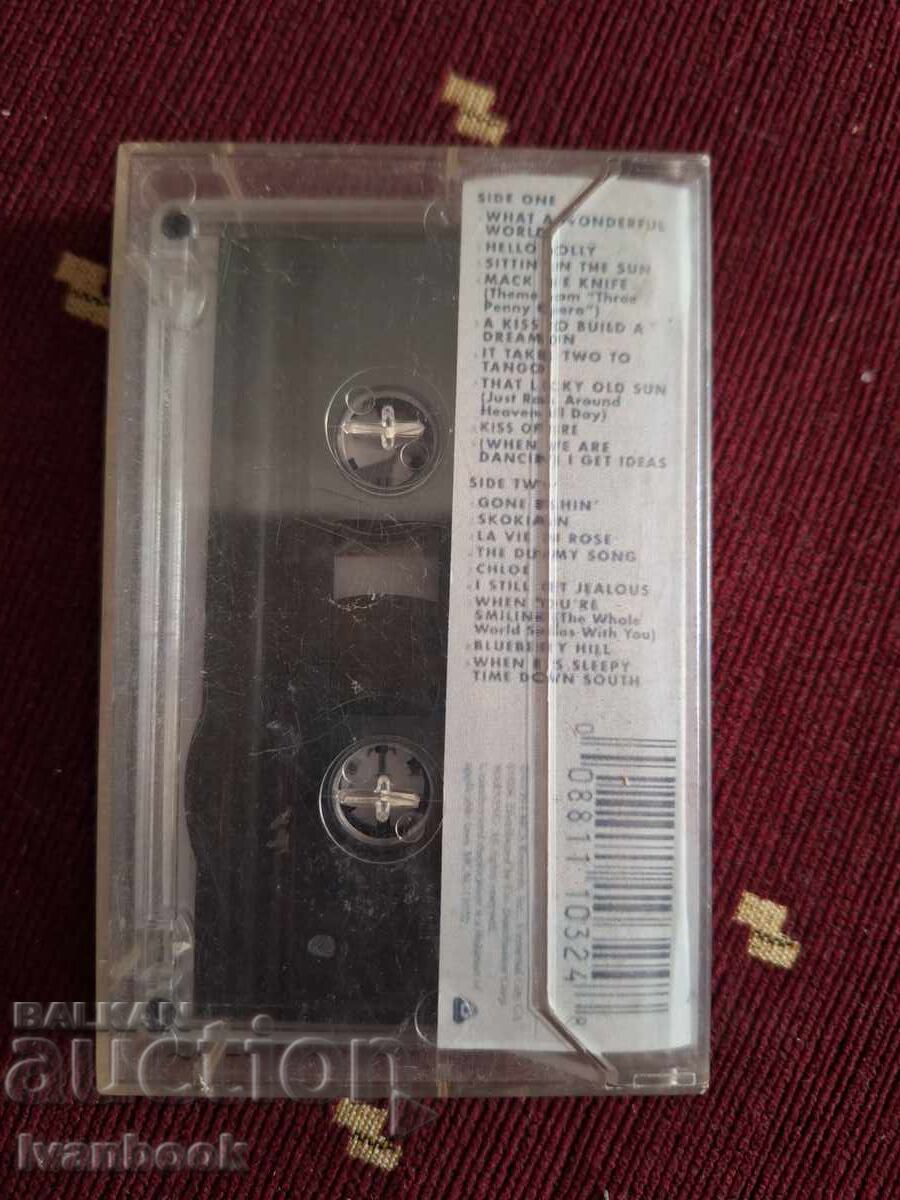 SIDE ONE
WHAT A WONDERFUL
WORLD
HELLO DOLLY
SITTIN' IN THE SUN
MACK THE KNIFE
(Theme from "Three
Penny Opera")
A KISS TO BUILD A
DREAM ON
IT TAKES TWO TO
TANGO
THAT LUCKY OLD SUN
(Just Rolls Around
Heaven All Day)
KISS OF FIRE
(WHEN WE ARE
DANCING) I GET IDEAS
SIDE TWO
GONE FISHIN'
SKOKIAAN
LA VIE EN ROSE
THE DUMMY SONG
CHLOE
I STILL GET JEALOUS
WHEN YOU'RE
SMILING (The Whole
World Smiles With You)
BLUEBERRY HILL
WHEN IT'S SLEEPY
TIME DOWN SOUTH
0 08811 10324
BALKAN
auction
Ivanbook